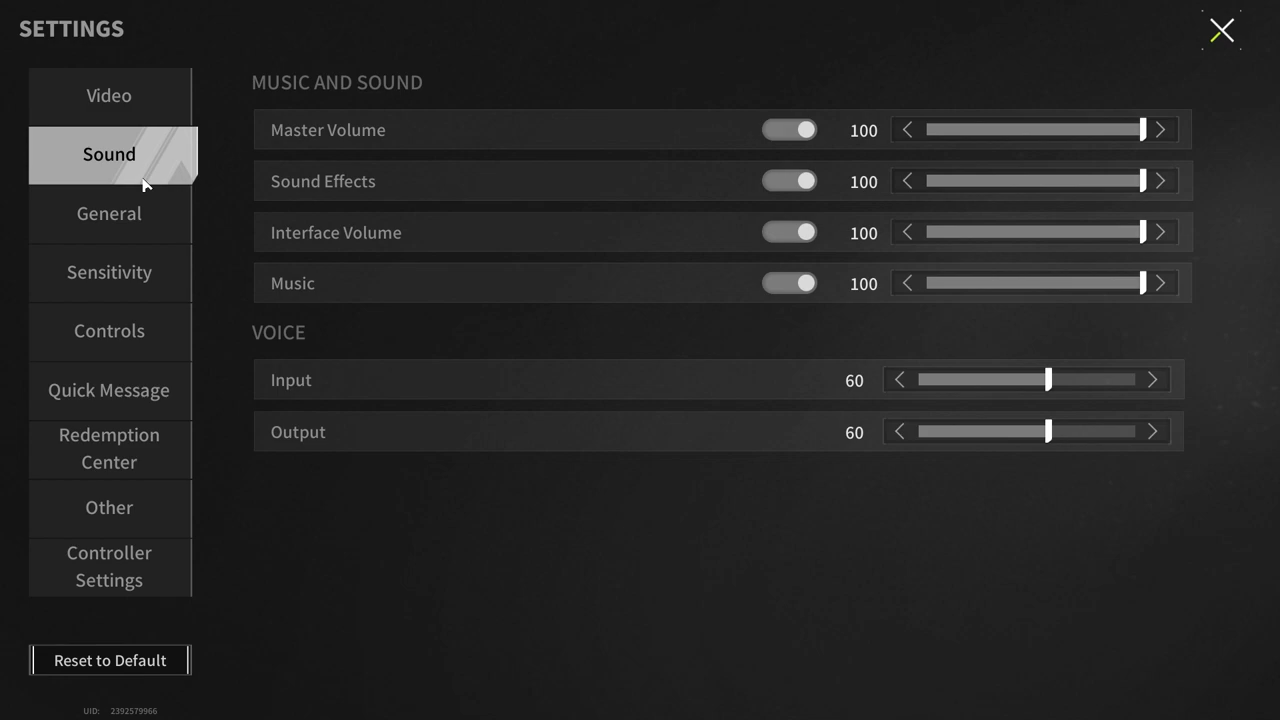 SETTINGS
Video
Sound
General
Sensitivity
Controls
Quick Message
Redemption
Center
Other
Controller
Settings
Reset to Default
UID: 2392579966
MUSIC AND SOUND
Master Volume 100
Sound Effects 100
Interface Volume 100
Music 100
VOICE
Input 60
Output 60